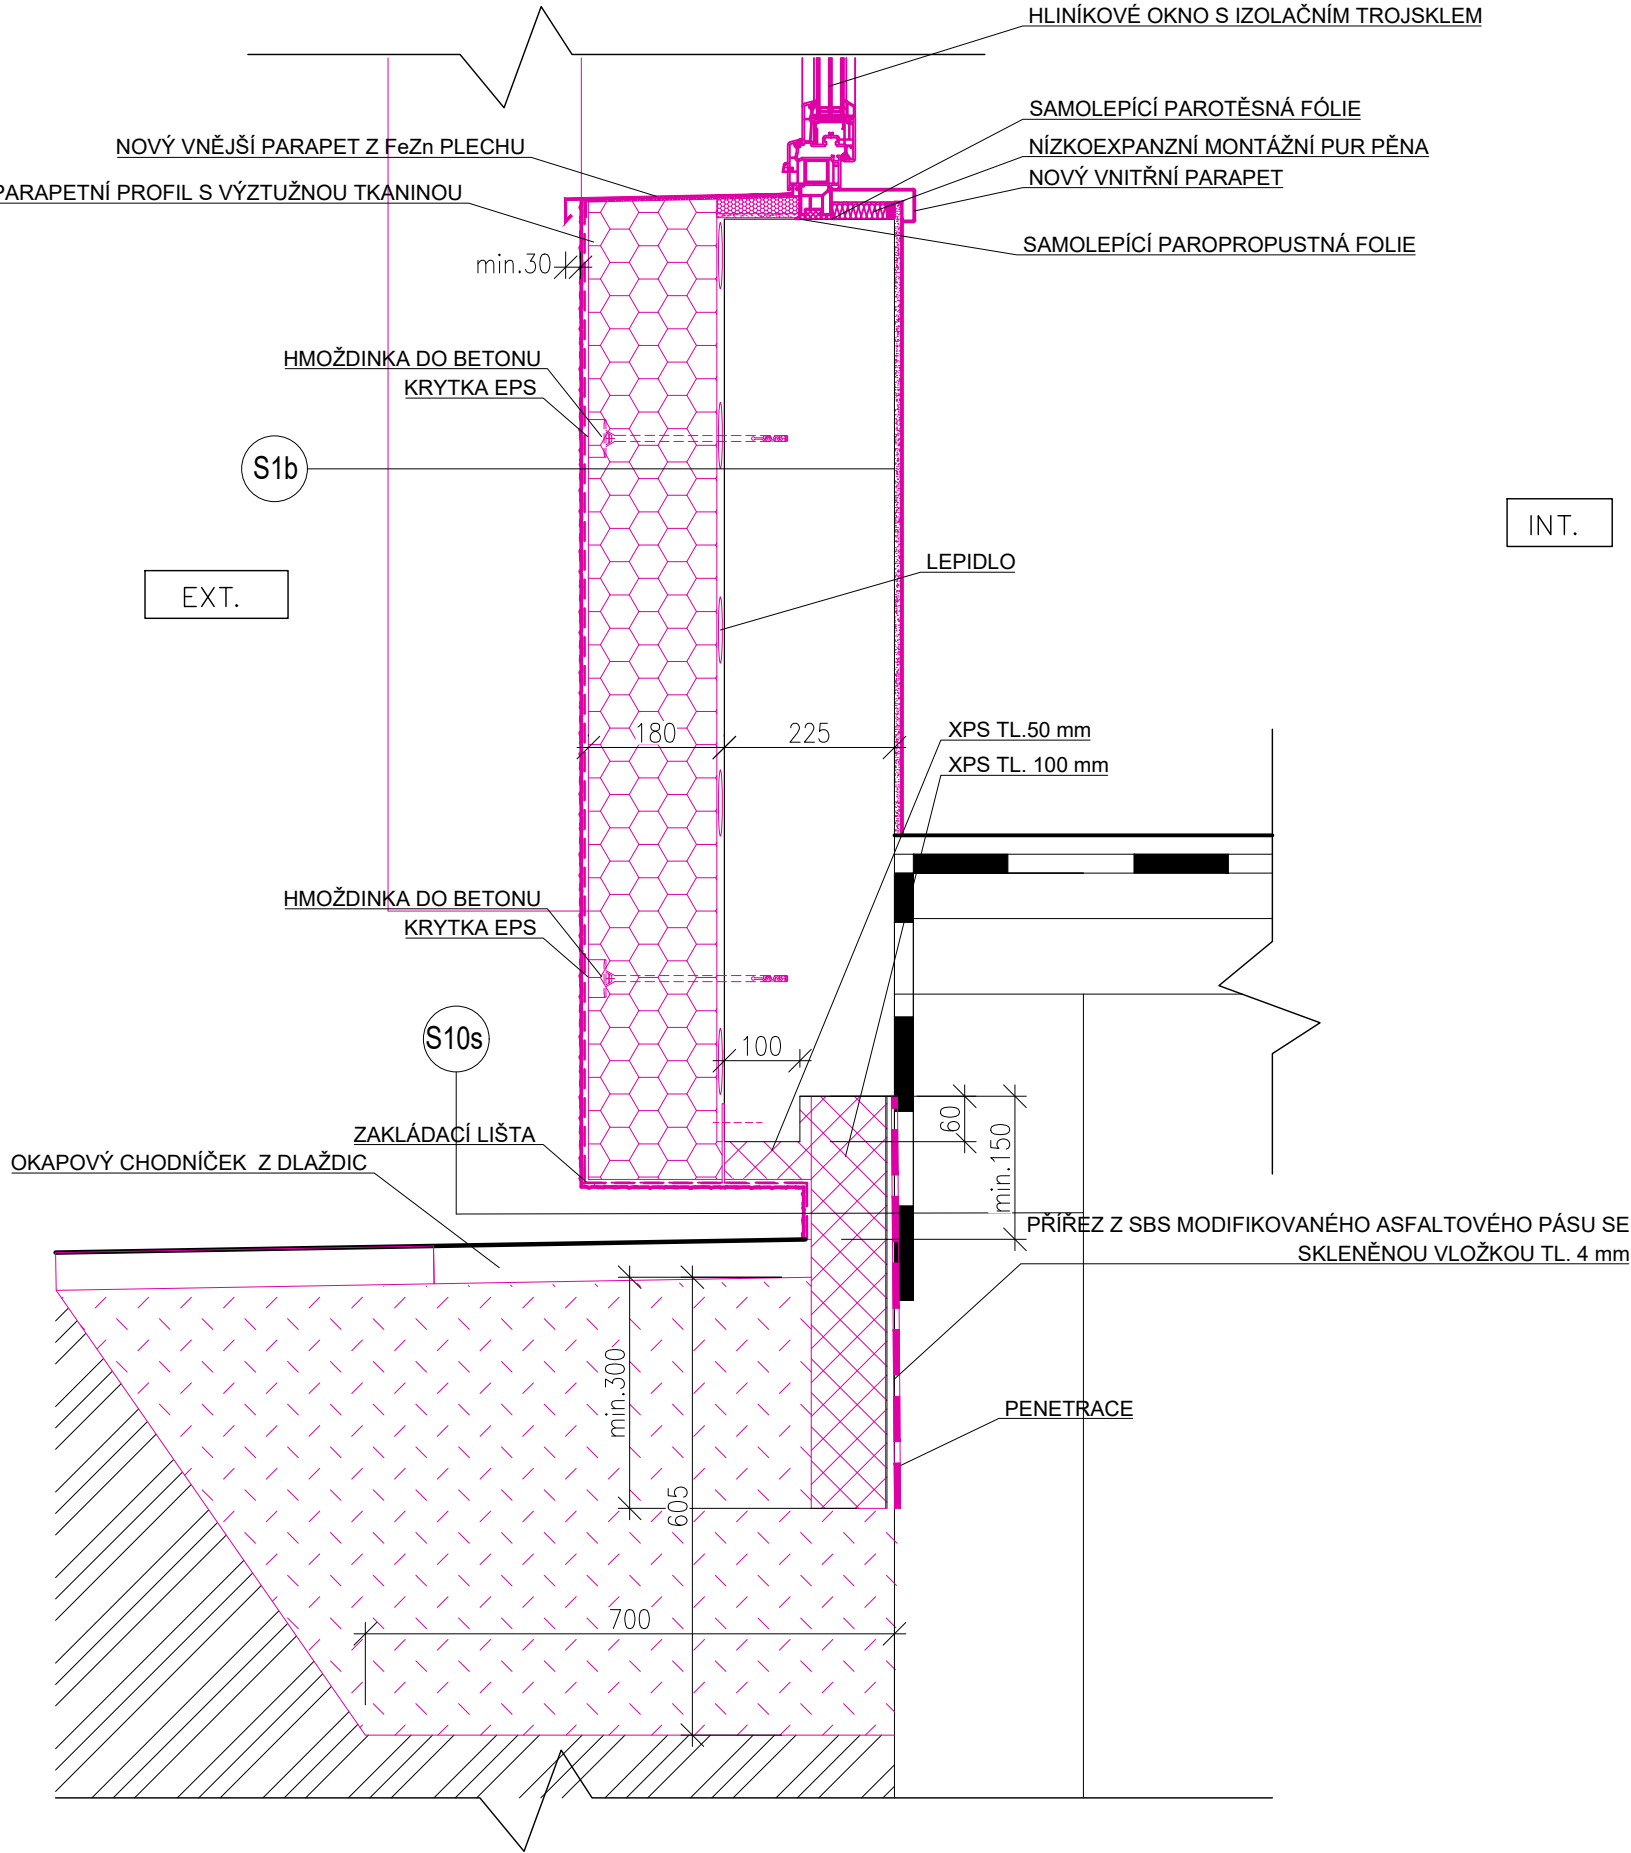 HLINÍKOVÉ OKNO S IZOLAČNÍM TROJSKLEM
SAMOLEPÍCÍ PAROTĚSNÁ FÓLIE
NOVÝ VNĚJŠÍ PARAPET Z FeZn PLECHU
NÍZKOEXPANZNÍ MONTÁŽNÍ PUR PĚNA
NOVÝ VNITŘNÍ PARAPET
PARAPETNÍ PROFIL S VÝZTUŽNOU TKANINOU
SAMOLEPÍCÍ PAROPROPUSTNÁ FOLIE
min.30
HMOŽDINKA DO BETONU
KRYTKA EPS
S1b
INT.
LEPIDLO
EXT.
180
225
XPS TL.50 mm
XPS TL. 100 mm
HMOŽDINKA DO BETONU
KRYTKA EPS
S10s
100
60
min.150
ZAKLÁDACÍ LIŠTA
OKAPOVÝ CHODNÍČEK Z DLAŽDIC
PŘÍŘEZ Z SBS MODIFIKOVANÉHO ASFALTOVÉHO PÁSU SE
SKLENĚNOU VLOŽKOU TL. 4 mm
min.300
PENETRACE
605
700